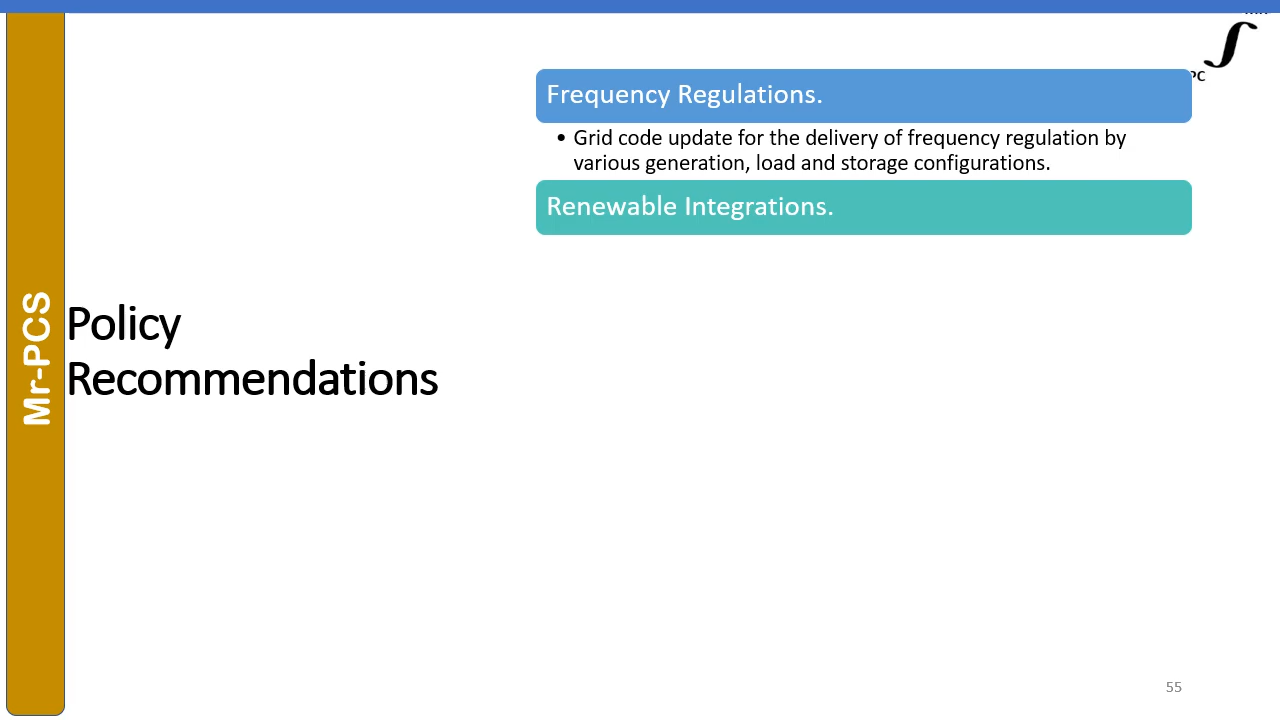 Frequency Regulations.
• Grid code update for the delivery of frequency regulation by
various generation, load and storage configurations.
Renewable Integrations.
Mr-PCS
Policy
Recommendations
55